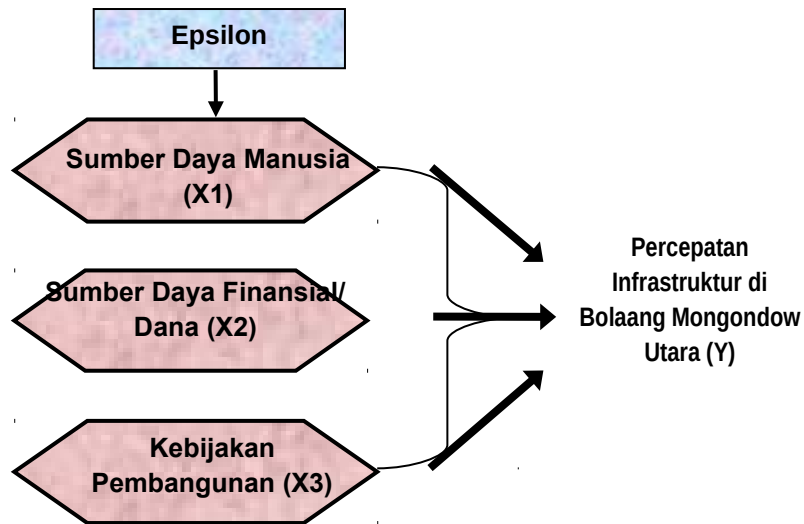 Epsilon
Sumber Daya Manusia
(X1)
Sumber Daya Finansial/
Dana (X2)
Kebijakan
Pembangunan (X3)
Percepatan
Infrastruktur di
Bolaang Mongondow
Utara (Y)